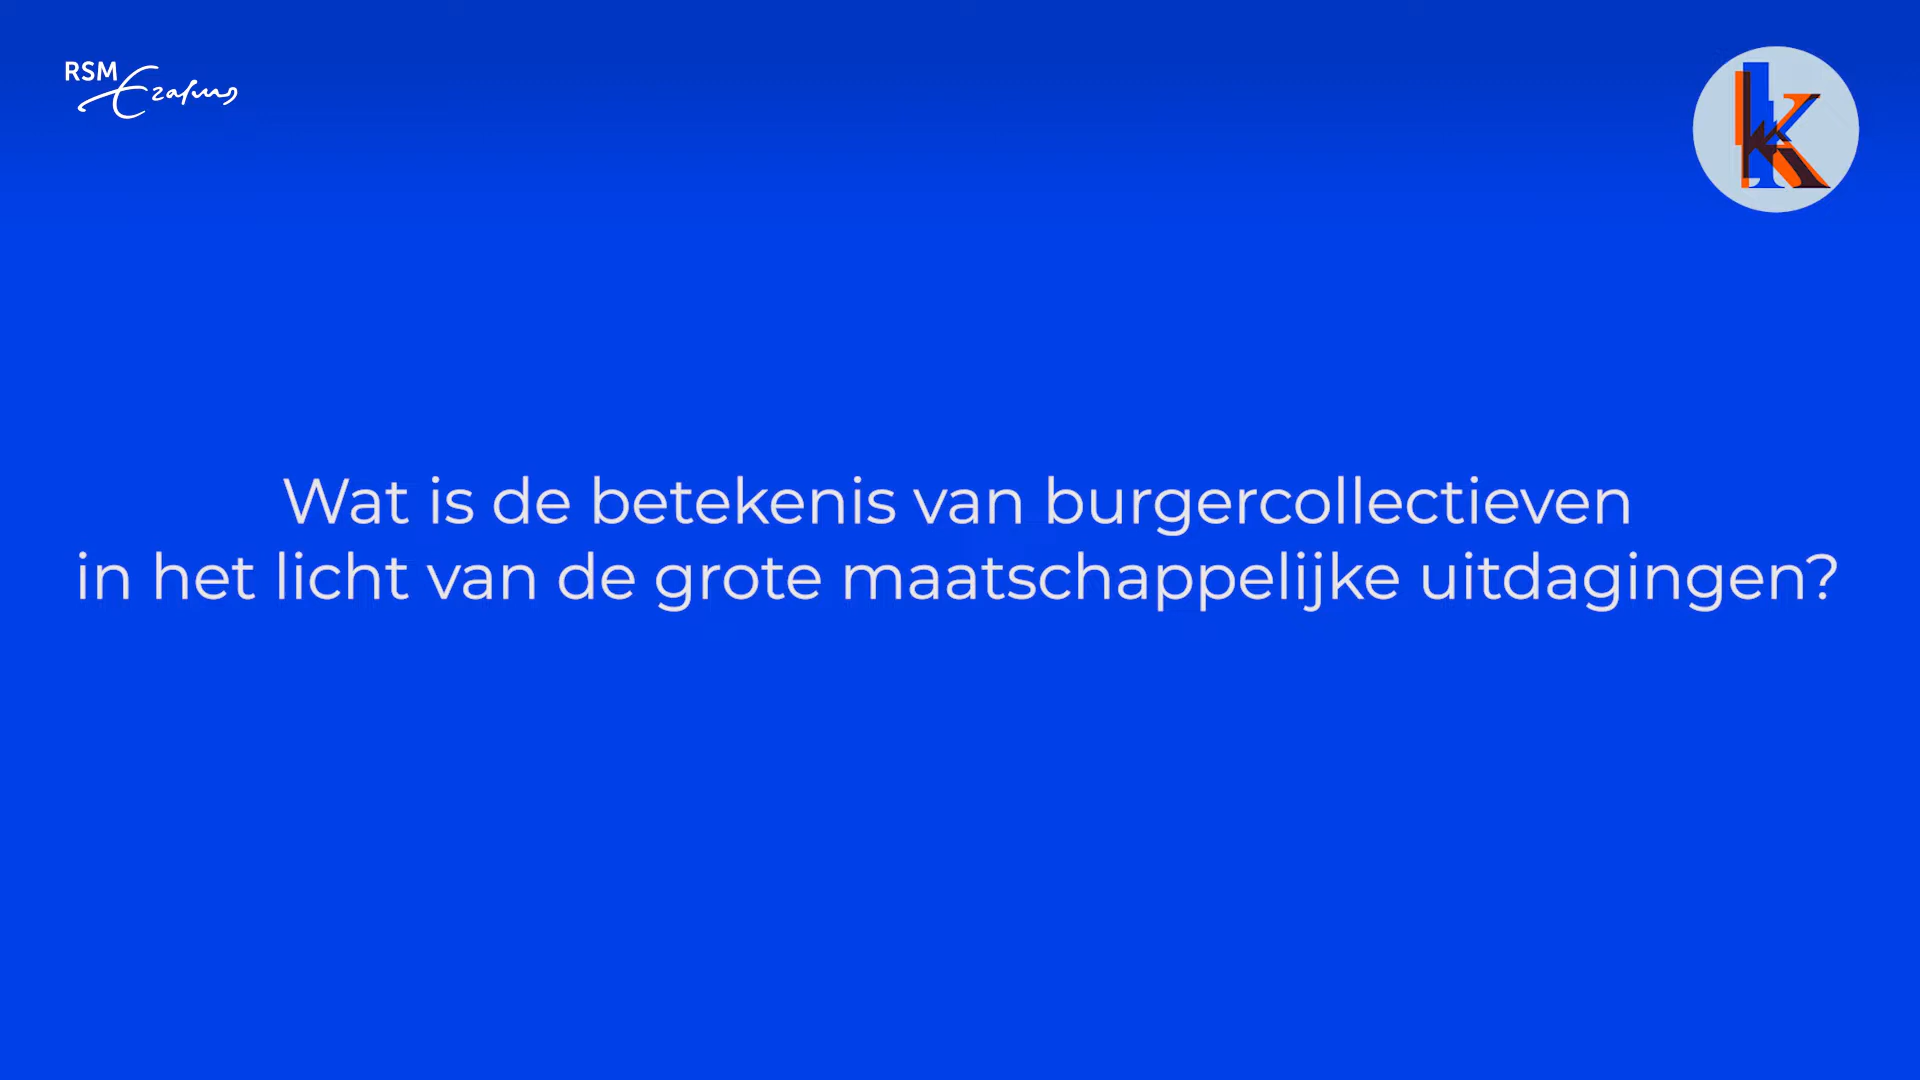 RSM
Erasmus
k
Wat is de betekenis van burgercollectieven
in het licht van de grote maatschappelijke uitdagingen?